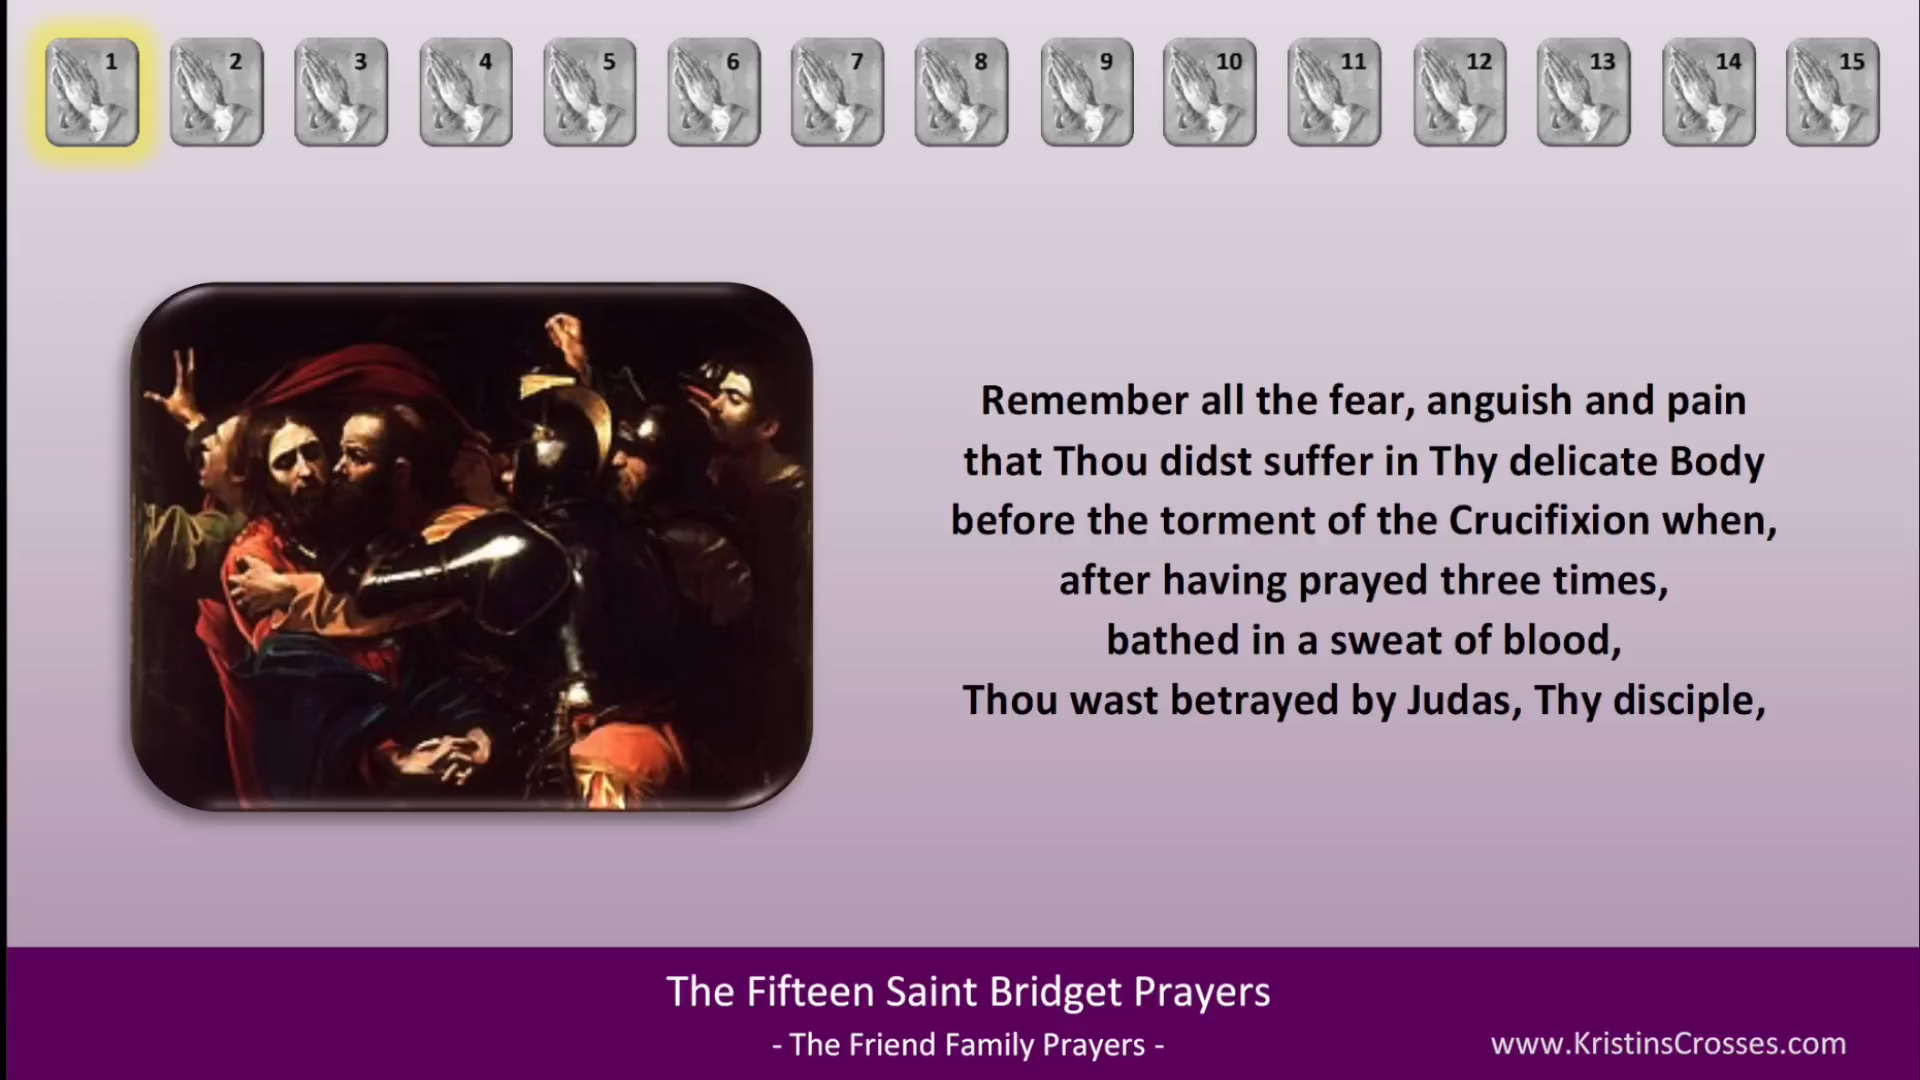 1 2 3 4 5 6 7 8 9 10 11 12 13 14 15
Remember all the fear, anguish and pain
that Thou didst suffer in Thy delicate Body
before the torment of the Crucifixion when,
after having prayed three times,
bathed in a sweat of blood,
Thou wast betrayed by Judas, Thy disciple,
The Fifteen Saint Bridget Prayers
- The Friend Family Prayers -
www.KristinsCrosses.com